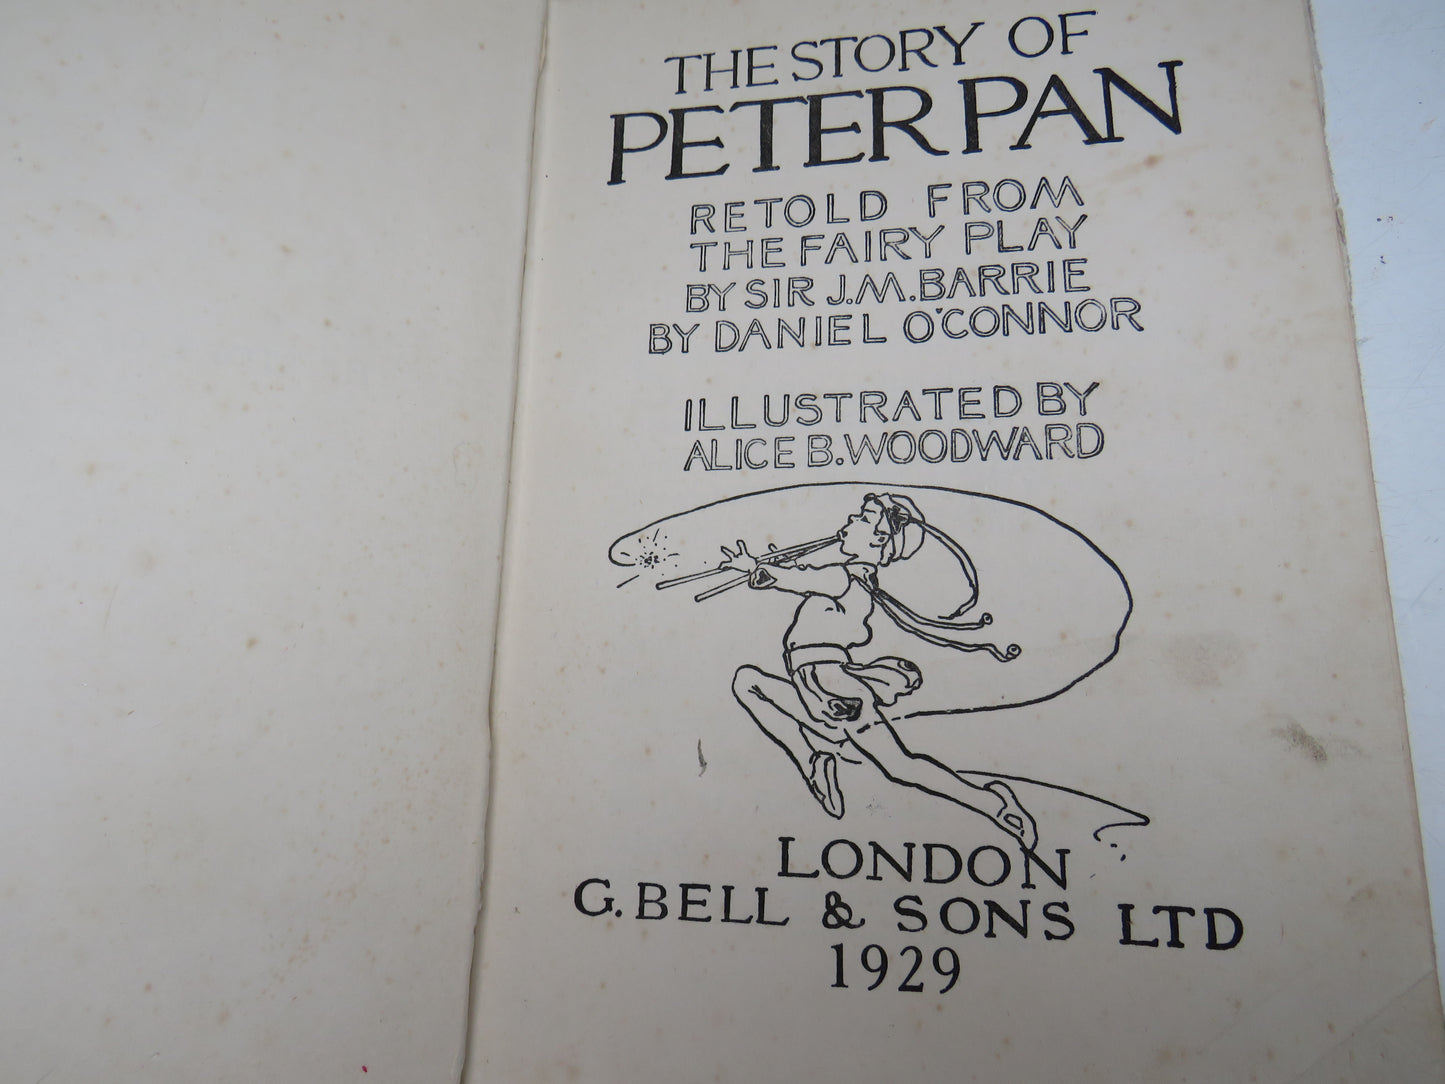 THE STORY OF
PETER PAN
RETOLD FROM
THE FAIRY PLAY
BY SIR J.M. BARRIE
BY DANIEL O'CONNOR
ILLUSTRATED BY
ALICE B. WOODWARD
LONDON
G. BELL & SONS LTD
1929